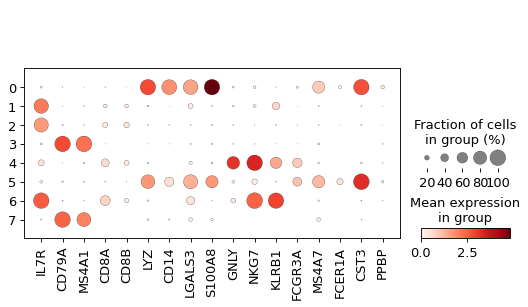 0
1
2
3
4
5
6
7
IL7R
CD79A
MS4A1
CD8A
CD8B
LYZ
CD14
LGALS3
S100A8
GNLY
NKG7
KLRB1
FCGR3A
MS4A7
FCER1A
CST3
PPBP
Fraction of cells
in group (%)
20 40 60 80 100
Mean expression
in group
0.0 2.5